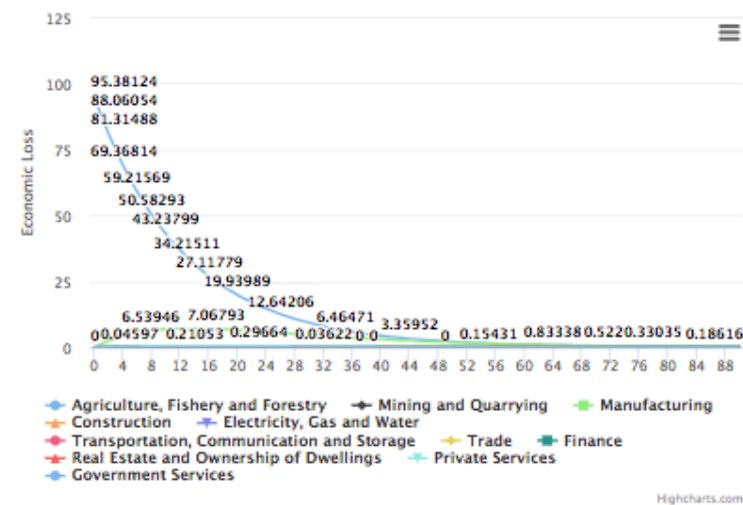 125
100
75
50
25
0
Economic Loss
95.38124
88.06054
81.31488
69.36814
59.21569
50.58293
43.23799
34.21511
27.11779
19.93989
12.64206
6.53946 7.06793 6.46471 3.35952
0 0.04597 0.21053 0.29664 0.03622 0 0 0 0.15431 0.83338 0.522 0.33035 0.18616
0 4 8 12 16 20 24 28 32 36 40 44 48 52 56 60 64 68 72 76 80 84 88
Agriculture, Fishery and Forestry Mining and Quarrying Manufacturing
Construction Electricity, Gas and Water
Transportation, Communication and Storage Trade Finance
Real Estate and Ownership of Dwellings Private Services
Government Services
Highcharts.com